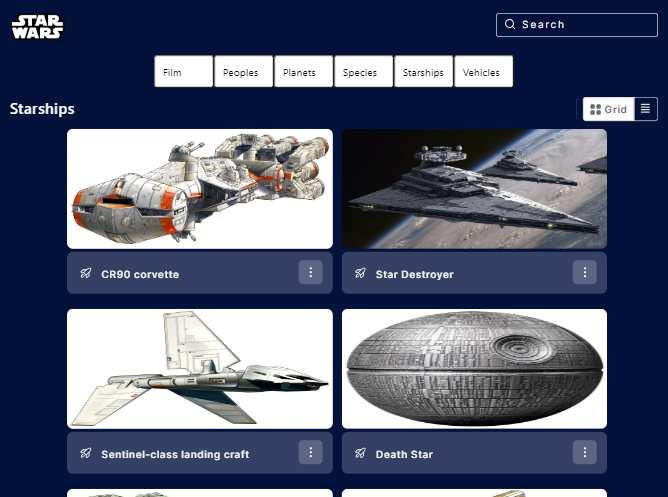 STAR
WARS
Search
Film
Peoples
Planets
Species
Starships
Vehicles
Starships
Grid
CR90 corvette
Star Destroyer
Sentinel-class landing craft
Death Star